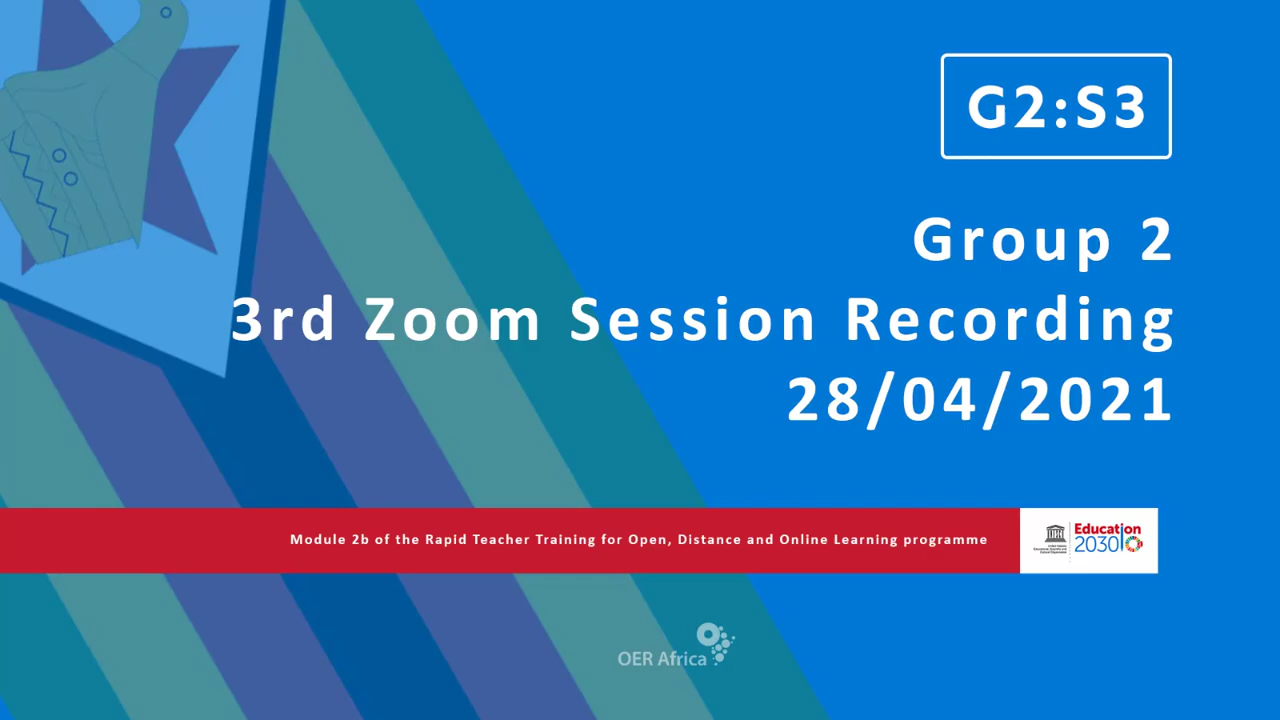 G2:S3
Group 2
3rd Zoom Session Recording
28/04/2021
Module 2b of the Rapid Teacher Training for Open, Distance and Online Learning programme
Education
2030
OER Africa